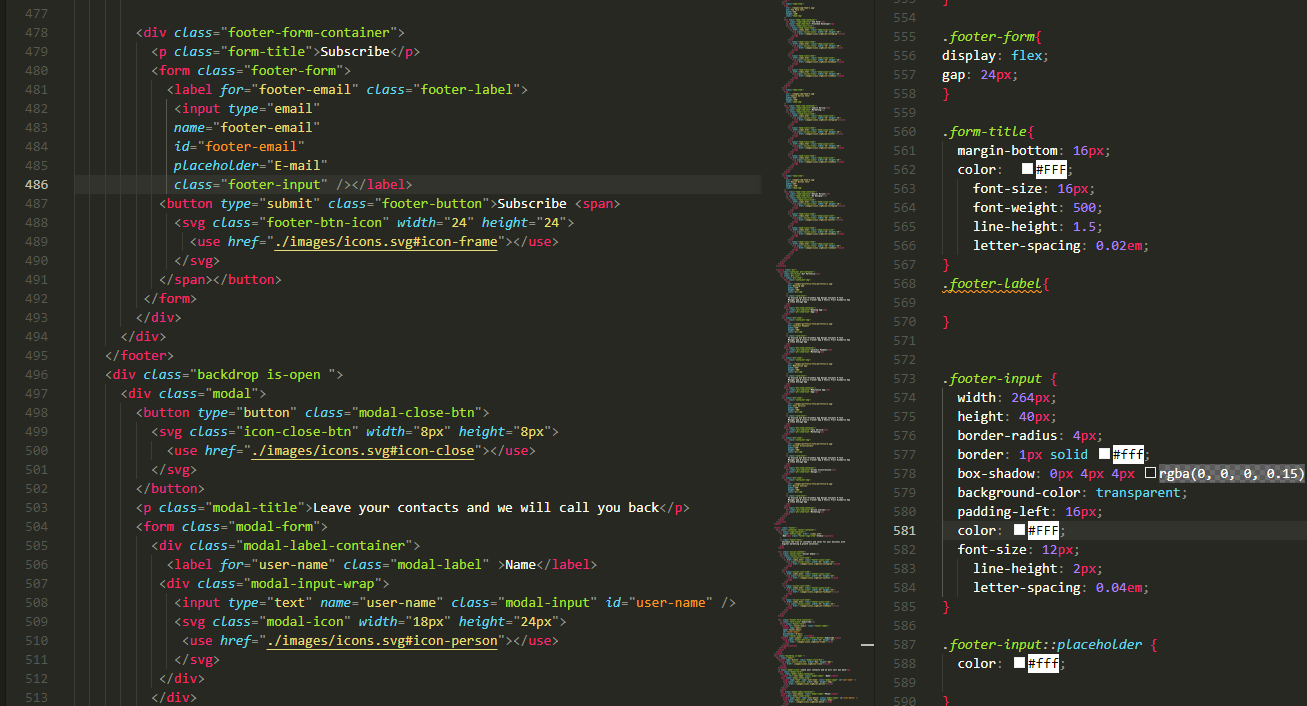 477
478 <div class="footer-form-container">
479 <p class="form-title">Subscribe</p>
480 <form class="footer-form">
481 <label for="footer-email" class="footer-label">
482 <input type="email"
483 name="footer-email"
484 id="footer-email"
485 placeholder="E-mail"
486 class="footer-input" /></label>
487 <button type="submit" class="footer-button">Subscribe <span>
488 <svg class="footer-btn-icon" width="24" height="24">
489 <use href="./images/icons.svg#icon-frame"></use>
490 </svg>
491 </span></button>
492 </form>
493 </div>
494 </div>
495 </footer>
496 <div class="backdrop is-open ">
497 <div class="modal">
498 <button type="button" class="modal-close-btn">
499 <svg class="icon-close-btn" width="8px" height="8px">
500 <use href="./images/icons.svg#icon-close"></use>
501 </svg>
502 </button>
503 <p class="modal-title">Leave your contacts and we will call you back</p>
504 <form class="modal-form">
505 <div class="modal-label-container">
506 <label for="user-name" class="modal-label" >Name</label>
507 <div class="modal-input-wrap">
508 <input type="text" name="user-name" class="modal-input" id="user-name" />
509 <svg class="modal-icon" width="18px" height="24px">
510 <use href="./images/icons.svg#icon-person"></use>
511 </svg>
512 </div>
513 </div>
553 }
554
555 .footer-form{
556 display: flex;
557 gap: 24px;
558 }
559
560 .form-title{
561 margin-bottom: 16px;
562 color: #FFF;
563 font-size: 16px;
564 font-weight: 500;
565 line-height: 1.5;
566 letter-spacing: 0.02em;
567 }
568 .footer-label{
569
570 }
571
572
573 .footer-input {
574 width: 264px;
575 height: 40px;
576 border-radius: 4px;
577 border: 1px solid #fff;
578 box-shadow: 0px 4px 4px rgba(0, 0, 0, 0.15)
579 background-color: transparent;
580 padding-left: 16px;
581 color: #FFF;
582 font-size: 12px;
583 line-height: 2px;
584 letter-spacing: 0.04em;
585 }
586
587 .footer-input::placeholder {
588 color: #fff;
589
590 }